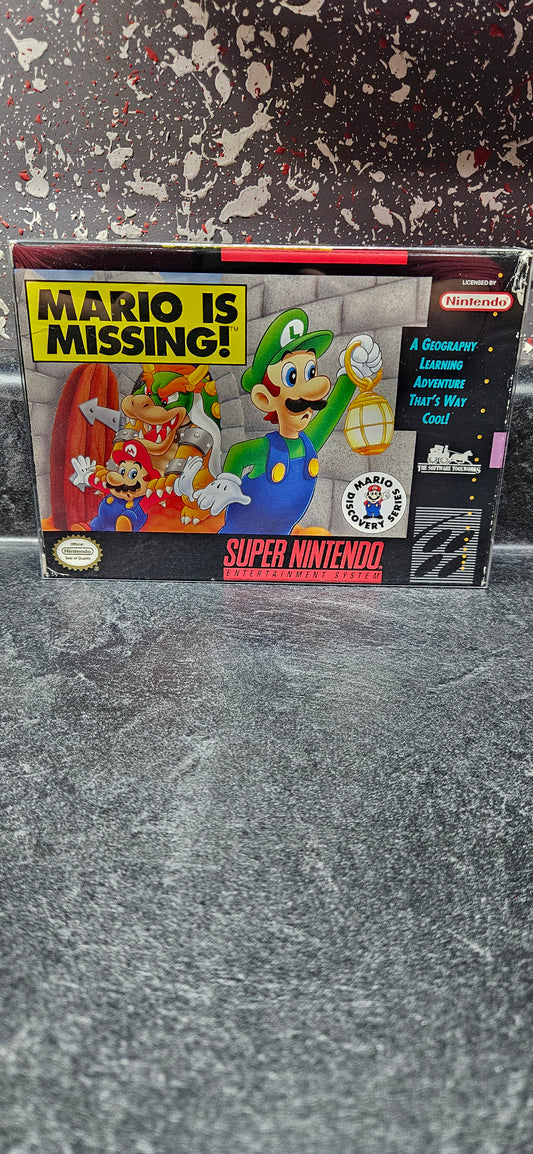 MARIO IS
MISSING!™
LICENSED BY
Nintendo®
A GEOGRAPHY
LEARNING
ADVENTURE
THAT'S WAY
COOL!
L
THE SOFTWARE TOOLWORKS
MARIO
DISCOVERY SERIES
Official
Nintendo
Seal of Quality
SUPER NINTENDO
ENTERTAINMENT SYSTEM